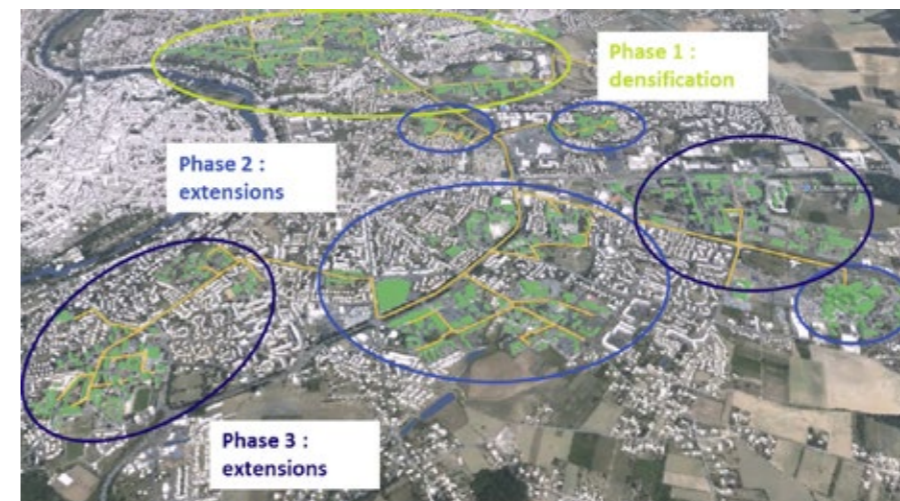 Phase 1 :
densification
Phase 2 :
extensions
Phase 3 :
extensions